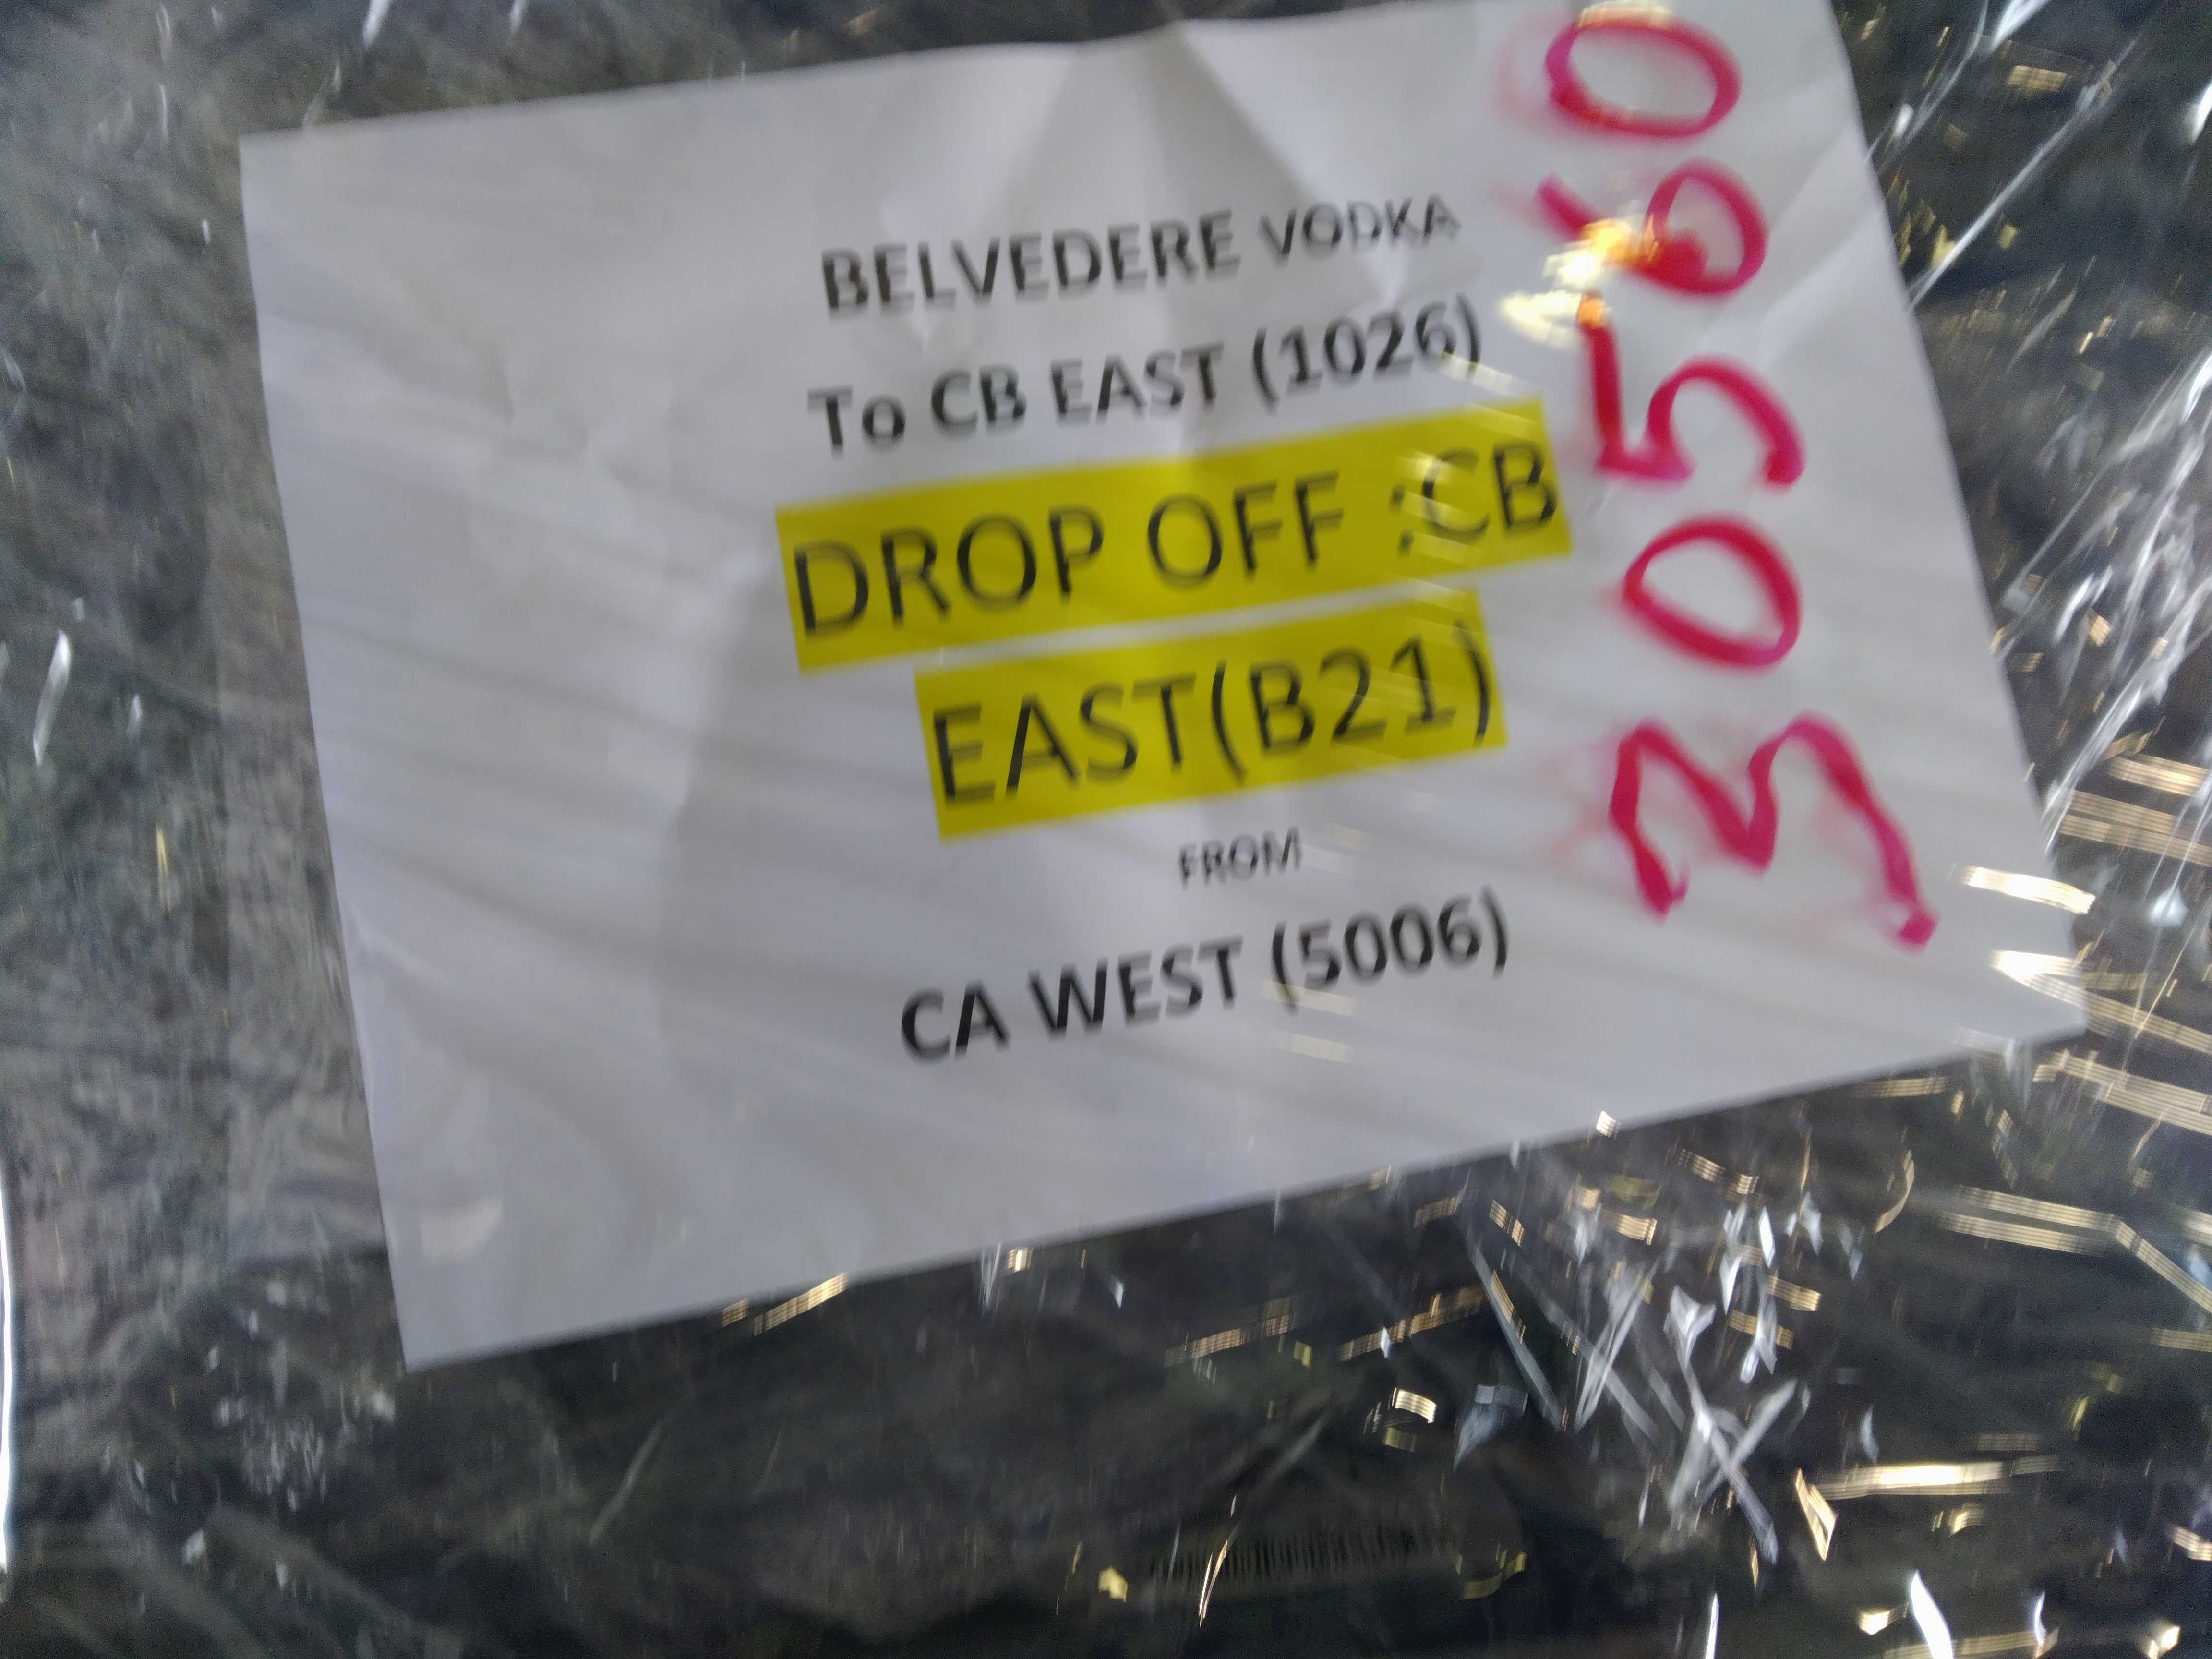 BELVEDERE VODKA
To CB EAST (1026)
DROP OFF :CB
EAST(B21)
FROM
CA WEST (5006)
30560